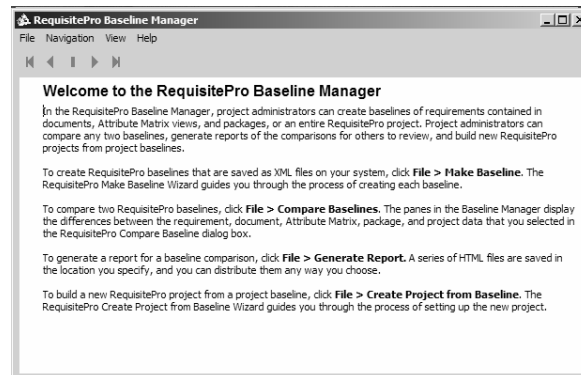 RequisitePro Baseline Manager
File Navigation View Help
Welcome to the RequisitePro Baseline Manager
In the RequisitePro Baseline Manager, project administrators can create baselines of requirements contained in
documents, Attribute Matrix views, and packages, or an entire RequisitePro project. Project administrators can
compare any two baselines, generate reports of the comparisons for others to review, and build new RequisitePro
projects from project baselines.
To create RequisitePro baselines that are saved as XML files on your system, click File > Make Baseline. The
RequisitePro Make Baseline Wizard guides you through the process of creating each baseline.
To compare two RequisitePro baselines, click File > Compare Baselines. The panes in the Baseline Manager display
the differences between the requirement, document, Attribute Matrix, package, and project data that you selected in
the RequisitePro Compare Baseline dialog box.
To generate a report for a baseline comparison, click File > Generate Report. A series of HTML files are saved in
the location you specify, and you can distribute them any way you choose.
To build a new RequisitePro project from a project baseline, click File > Create Project from Baseline. The
RequisitePro Create Project from Baseline Wizard guides you through the process of setting up the new project.